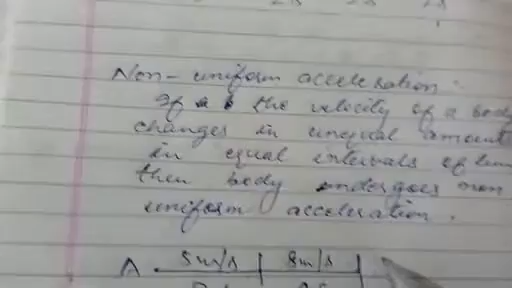 Non-uniform acceleration:
If the velocity of a body
changes in unequal amount
in equal intervals of time
then body undergoes non
uniform acceleration.
A 5m/s 8m/s